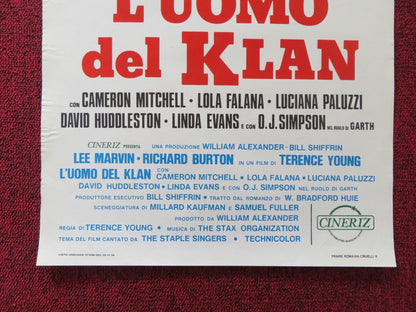 L'UOMO
del KLAN
CON CAMERON MITCHELL • LOLA FALANA • LUCIANA PALUZZI
DAVID HUDDLESTON • LINDA EVANS E CON O.J. SIMPSON NEL RUOLO DI GARTH
CINERIZ PRESENTA UNA PRODUZIONE WILLIAM ALEXANDER - BILL SHIFFRIN
LEE MARVIN • RICHARD BURTON IN UN FILM DI TERENCE YOUNG
L'UOMO DEL KLAN CON CAMERON MITCHELL • LOLA FALANA • LUCIANA PALUZZI
DAVID HUDDLESTON • LINDA EVANS E CON O.J. SIMPSON NEL RUOLO DI GARTH
PRODUTTORE ESECUTIVO BILL SHIFFRIN • TRATTO DAL ROMANZO DI W. BRADFORD HUIE
SCENEGGIATURA DI MILLARD KAUFMAN E SAMUEL FULLER
PRODOTTO DA WILLIAM ALEXANDER
REGIA DI TERENCE YOUNG • MUSICA DI THE STAX ORGANIZATION
TEMA DEL FILM CANTATO DA THE STAPLE SINGERS • TECHNICOLOR
CINERIZ